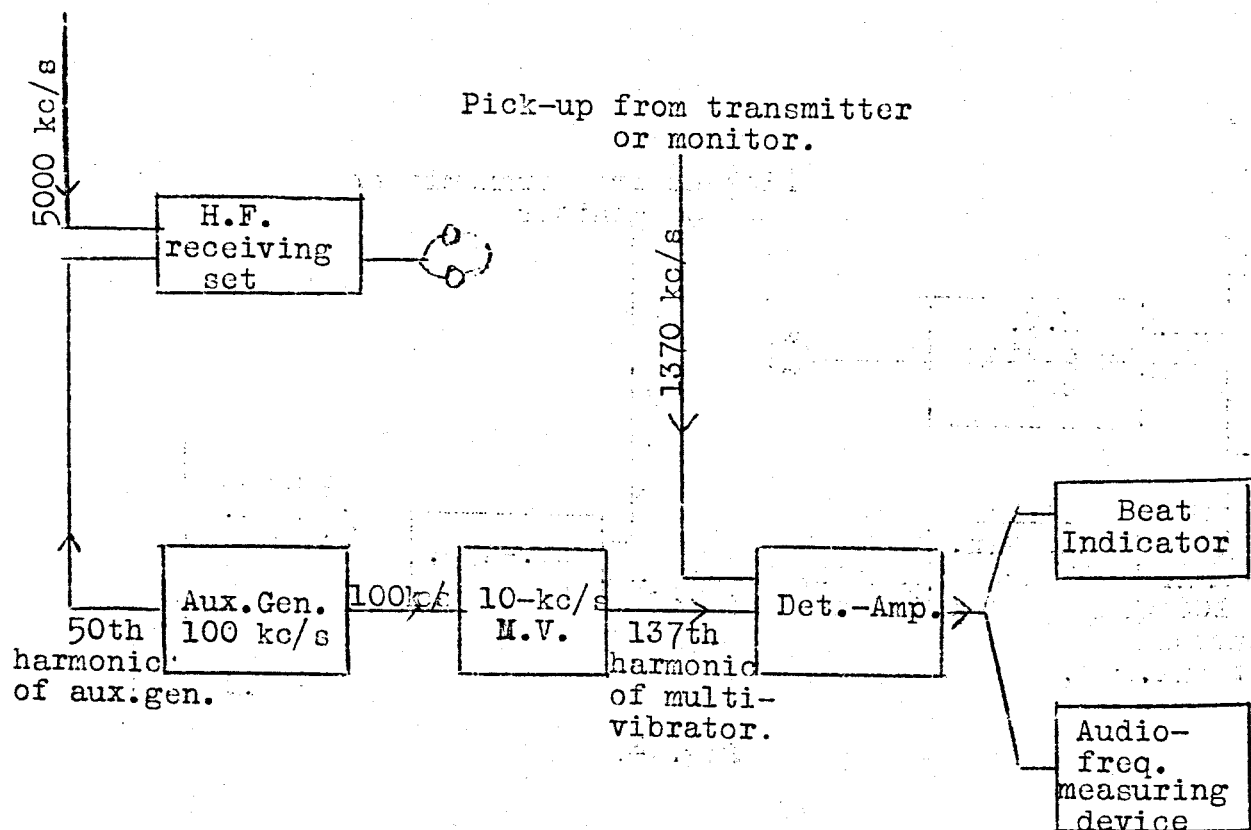 5000 kc/s
Pick-up from transmitter
or monitor.
H.F.
receiving
set
1370 kc/s
Beat
Indicator
Aux.Gen.
100 kc/s
100kc/s
10-kc/s
M.V.
Det.-Amp.
50th
harmonic
of aux.gen.
137th
harmonic
of multi-
vibrator.
Audio-
freq.
measuring
device